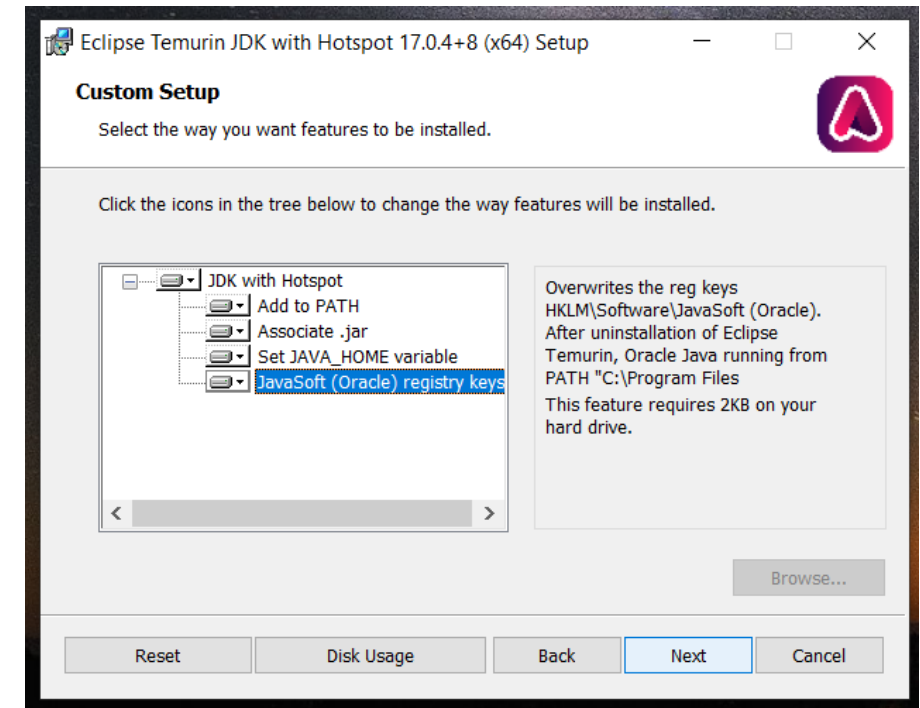 Eclipse Temurin JDK with Hotspot 17.0.4+8 (x64) Setup
Custom Setup
Select the way you want features to be installed.
Click the icons in the tree below to change the way features will be installed.
JDK with Hotspot
Add to PATH
Associate .jar
Set JAVA_HOME variable
JavaSoft (Oracle) registry keys
Overwrites the reg keys
HKLM\Software\JavaSoft (Oracle).
After uninstallation of Eclipse
Temurin, Oracle Java running from
PATH "C:\Program Files
This feature requires 2KB on your
hard drive.
Browse...
Reset
Disk Usage
Back
Next
Cancel